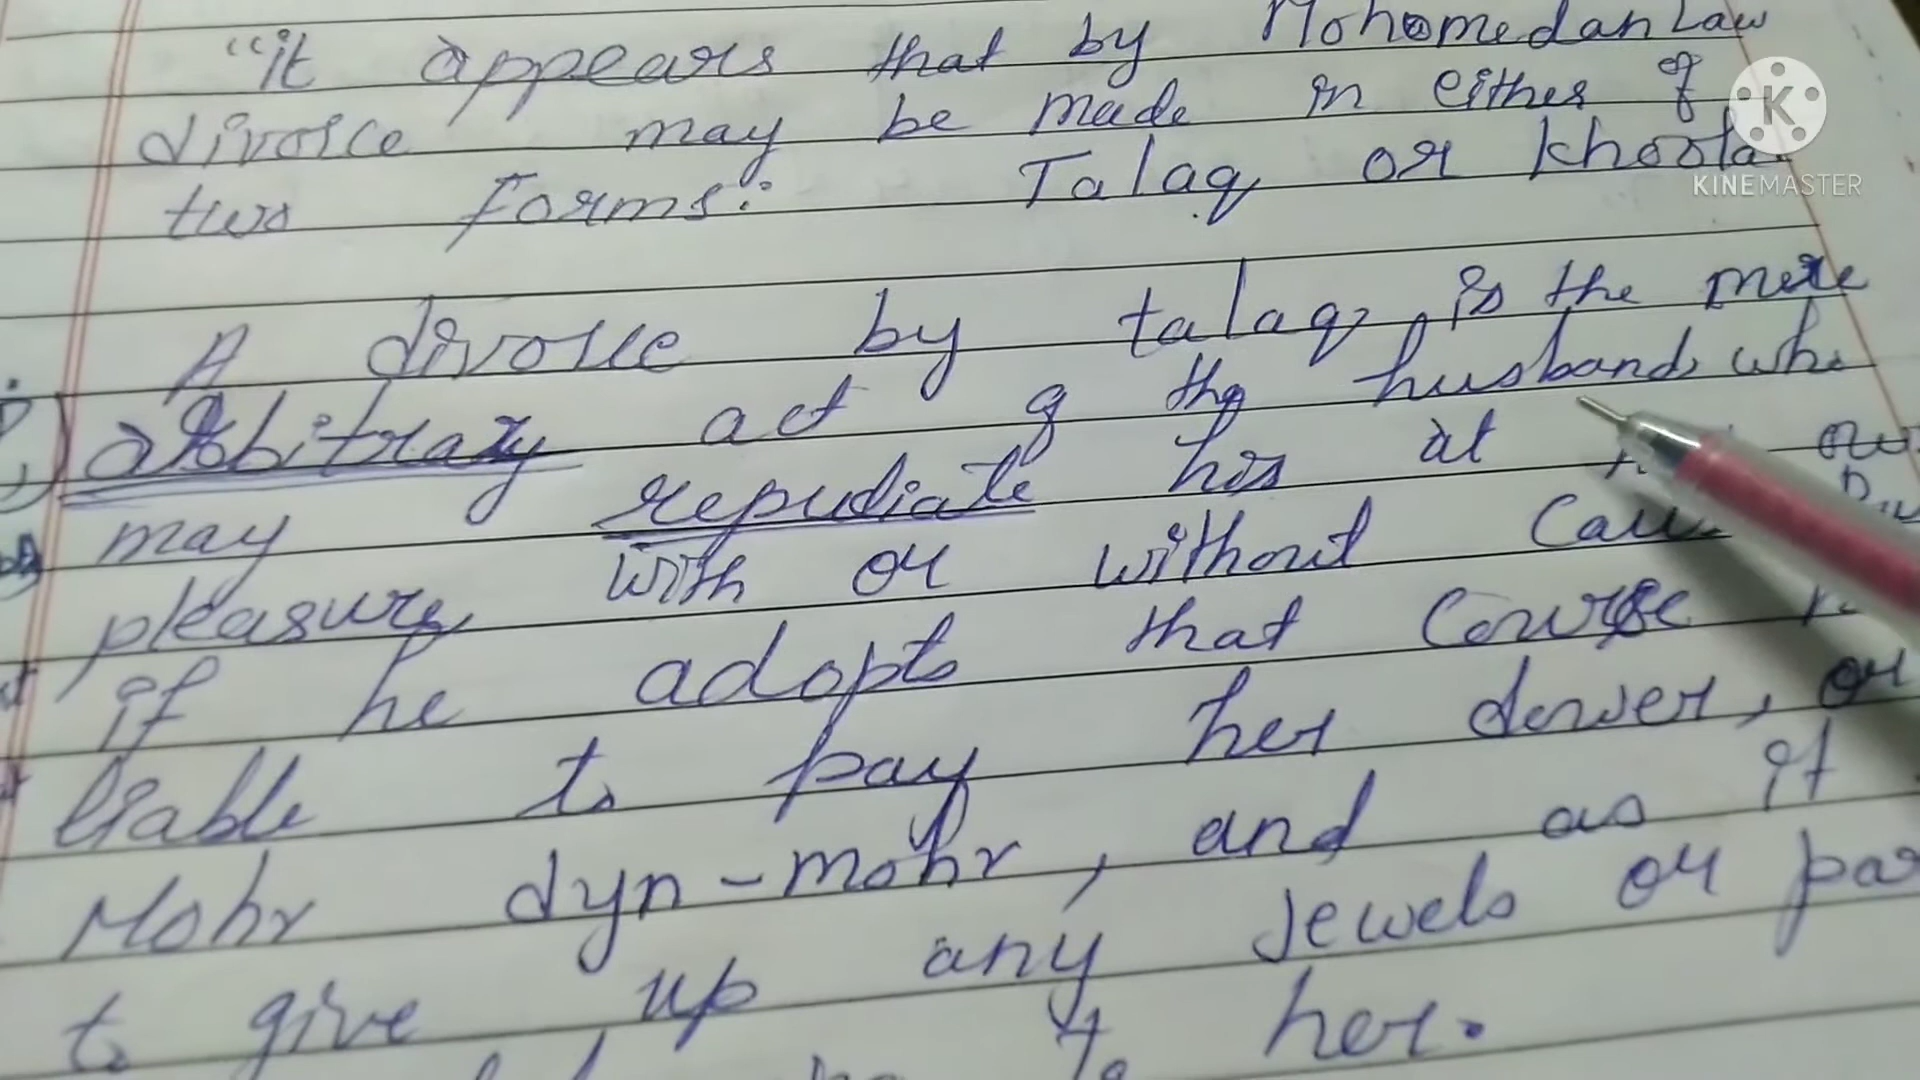 "it appears that by Mohomedan Law
divorce may be made in either of
two forms: Talaq or Khoola
A divorce by talaq, is the mere
arbitrary act of the husband, who
may repudiate his at
pleasure, with or without
if he adopts that course
liable to pay her dower, or
Mohr dyn-mohr, and as it
to give up any jewels or
to her.
KINEMASTER